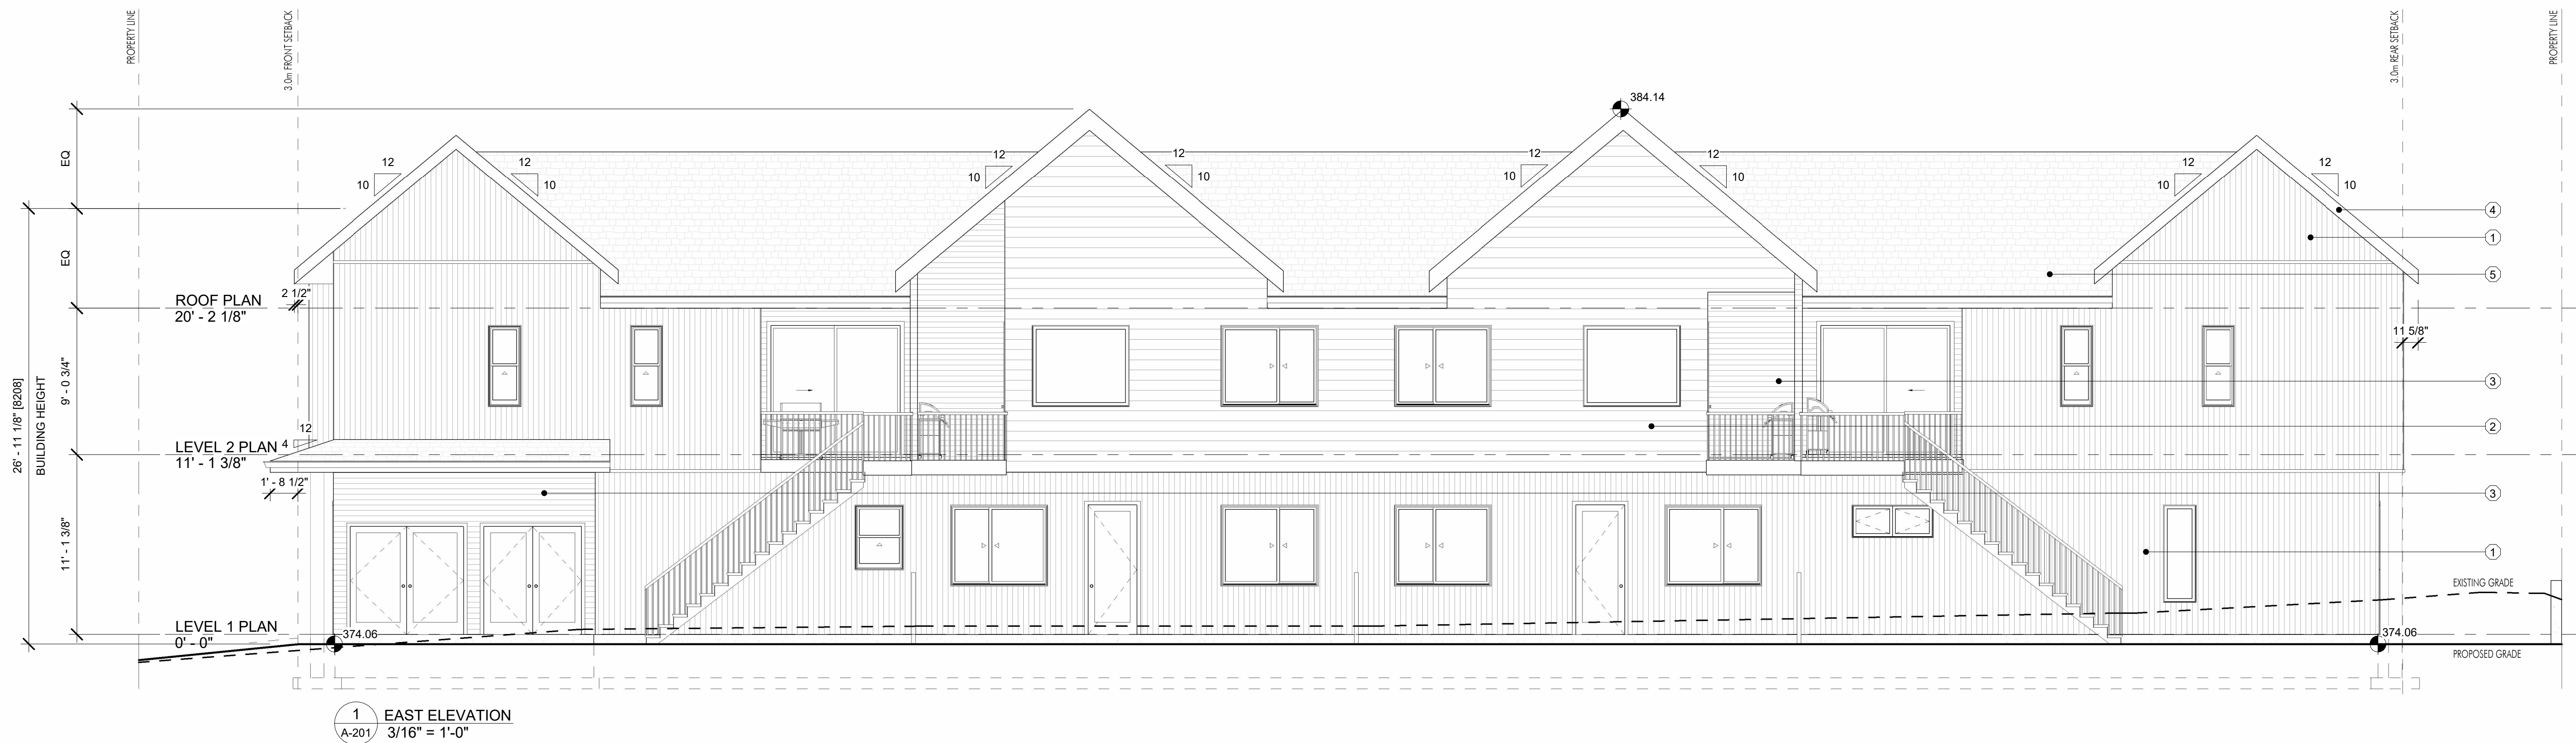 PROPERTY LINE
3.0m FRONT SETBACK
3.0m REAR SETBACK
PROPERTY LINE
384.14
EQ
EQ
12
10
12
10
12
10
12
10
12
10
12
10
12
10
12
10
4
1
5
ROOF PLAN
20' - 2 1/8"
2 1/2"
11 5/8"
9' - 0 3/4"
26' - 11 1/8" [8208]
BUILDING HEIGHT
3
2
12
4
LEVEL 2 PLAN
11' - 1 3/8"
1' - 8 1/2"
3
11' - 1 3/8"
1
EXISTING GRADE
LEVEL 1 PLAN
0' - 0"
374.06
374.06
PROPOSED GRADE
1
A-201
EAST ELEVATION
3/16" = 1'-0"